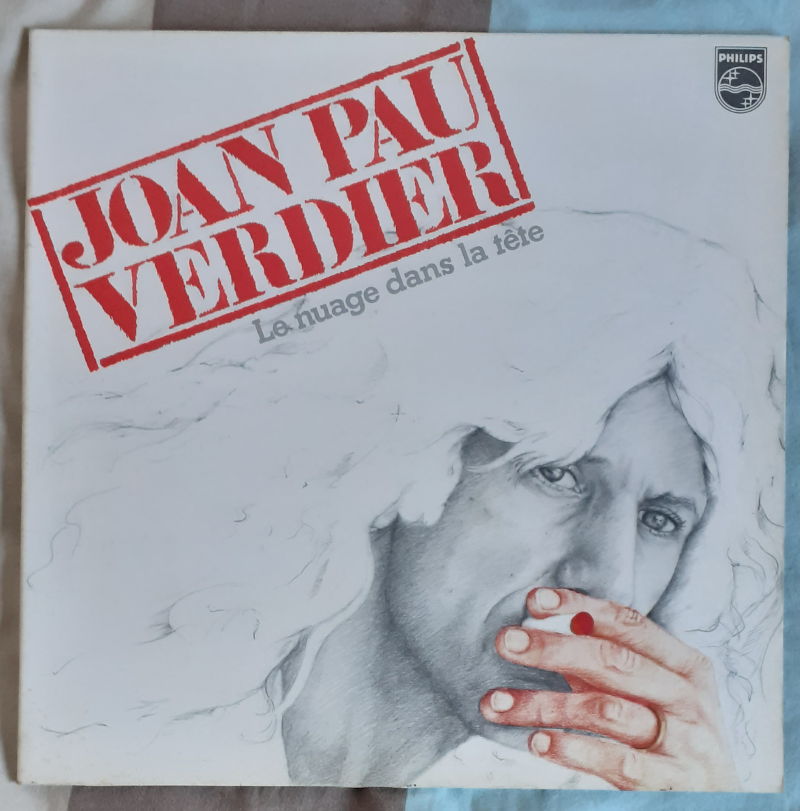 PHILIPS
JOAN PAU
VERDIER
Le nuage dans la tête